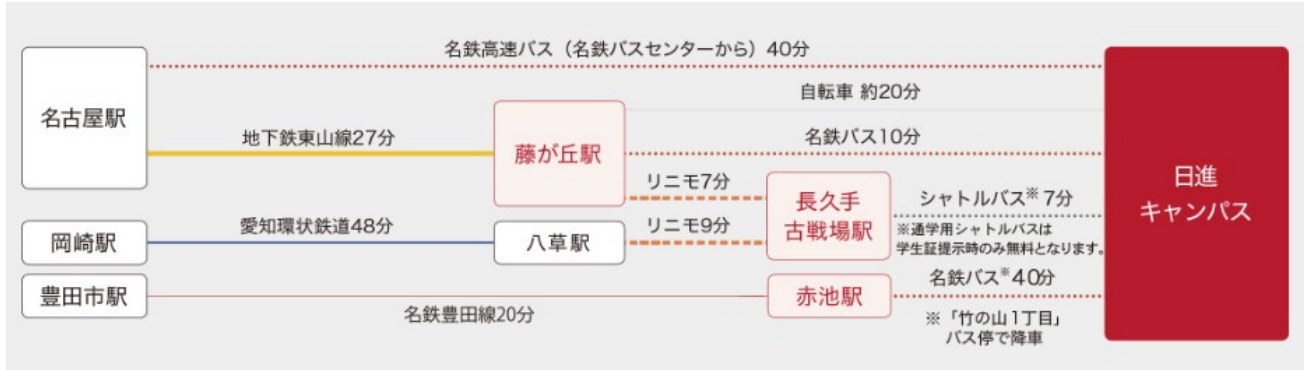 名鉄高速バス（名鉄バスセンターから）40分
名古屋駅
自転車 約20分
地下鉄東山線27分
藤が丘駅
名鉄バス10分
日進
キャンパス
リニモ7分
長久手
古戦場駅
シャトルバス※7分
※通学用シャトルバスは
学生証提示時のみ無料となります。
岡崎駅
愛知環状鉄道48分
八草駅
リニモ9分
豊田市駅
名鉄豊田線20分
赤池駅
名鉄バス※40分
※「竹の山1丁目」
バス停で降車